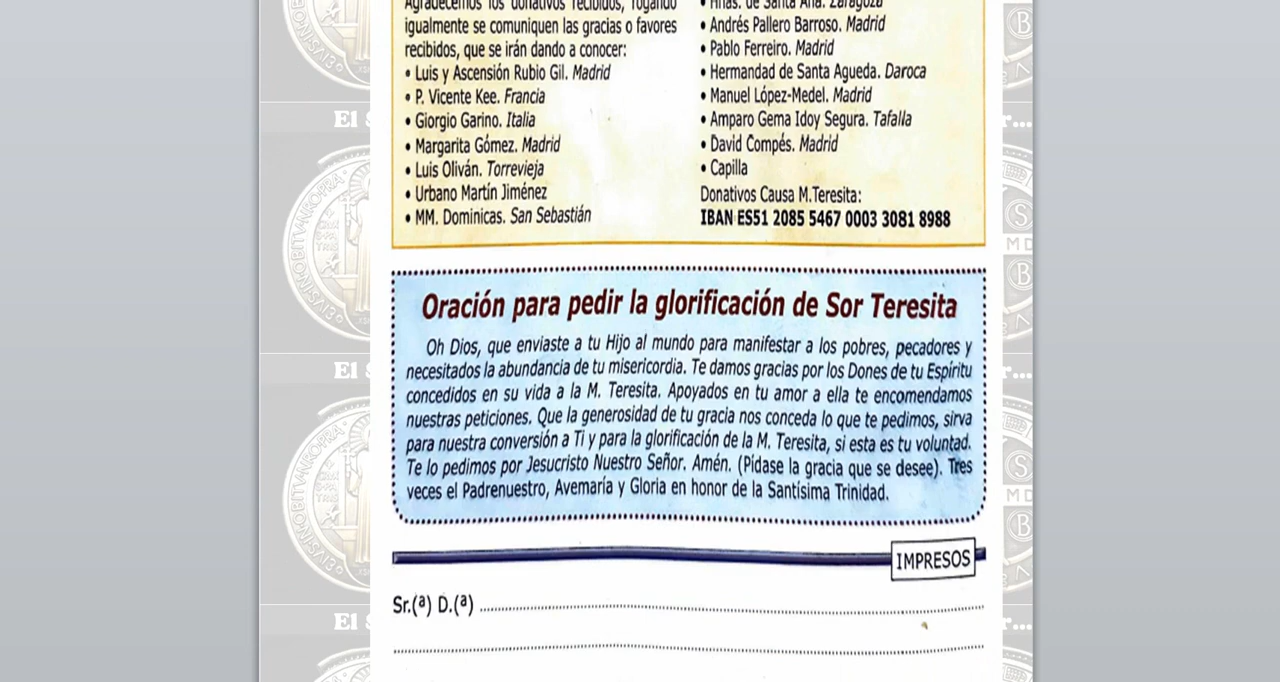 Agradecemos los donativos recibidos, rogando
igualmente se comuniquen las gracias o favores
recibidos, que se irán dando a conocer:
• Luis y Ascensión Rubio Gil. Madrid
• P. Vicente Kee. Francia
• Giorgio Garino. Italia
• Margarita Gómez. Madrid
• Luis Oliván. Torrevieja
• Urbano Martín Jiménez
• MM. Dominicas. San Sebastián
• Hnas. de Santa Ana. Zaragoza
• Andrés Pallero Barroso. Madrid
• Pablo Ferreiro. Madrid
• Hermandad de Santa Agueda. Daroca
• Manuel López-Medel. Madrid
• Amparo Gema Idoy Segura. Tafalla
• David Compés. Madrid
• Capilla
Donativos Causa M.Teresita:
IBAN ES51 2085 5467 0003 3081 8988
Oración para pedir la glorificación de Sor Teresita
Oh Dios, que enviaste a tu Hijo al mundo para manifestar a los pobres, pecadores y
necesitados la abundancia de tu misericordia. Te damos gracias por los Dones de tu Espíritu
concedidos en su vida a la M. Teresita. Apoyados en tu amor a ella te encomendamos
nuestras peticiones. Que la generosidad de tu gracia nos conceda lo que te pedimos, sirva
para nuestra conversión a Ti y para la glorificación de la M. Teresita, si esta es tu voluntad.
Te lo pedimos por Jesucristo Nuestro Señor. Amén. (Pídase la gracia que se desee). Tres
veces el Padrenuestro, Avemaría y Gloria en honor de la Santísima Trinidad.
IMPRESOS
Sr.(ª) D.(ª)
El
El
El